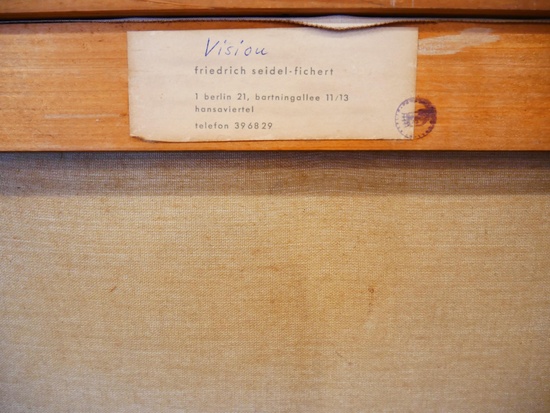 Vision
friedrich seidel-fichert
1 berlin 21, bartningallee 11/13
hansaviertel
telefon 396829